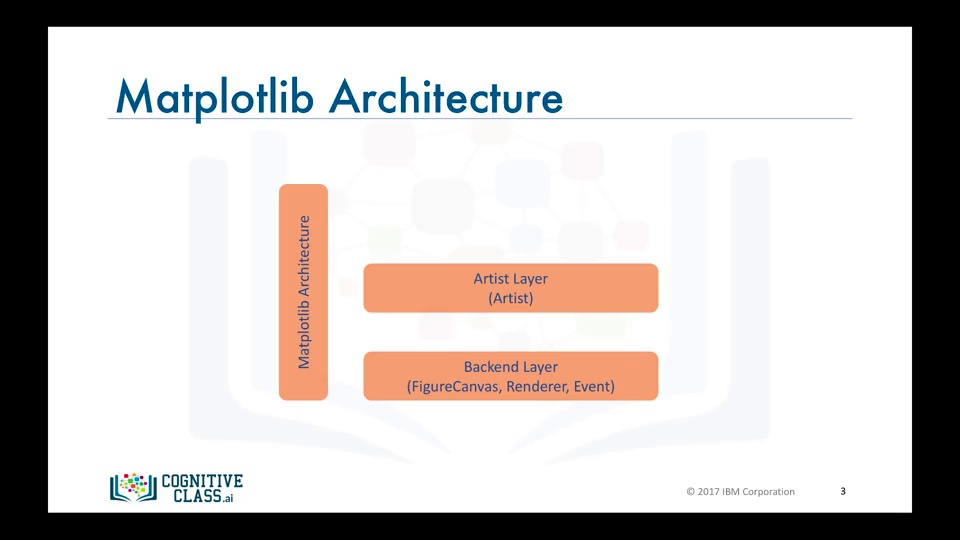 Matplotlib Architecture
Matplotlib Architecture
Artist Layer
(Artist)
Backend Layer
(FigureCanvas, Renderer, Event)
COGNITIVE
CLASS.ai
© 2017 IBM Corporation
3